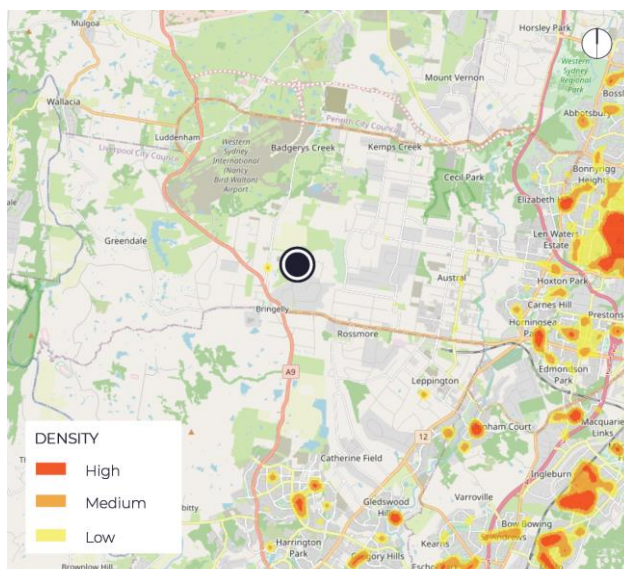 Mulgoa
Horsley Park
Mount Vernon
Western
Sydney
Regional
Park
Wallacia
Penrith City Council
Abbotsbury
Luddenham
Liverpool City Council
Western
Sydney
International
(Nancy
Bird Walton)
Airport
Badgerys Creek
Kemps Creek
Cecil Park
Bonnyrigg
Heights
Elizabeth
Greendale
Len Waters
Estate
Austral
Hoxton Park
Carnes Hill
Bringelly
Rossmore
Prestons
Edmondson
Park
A9
Leppington
Macquarie
Links
DENSITY
High
Medium
Low
12
Catherine Field
Ingleburn
Varroville
Gledswood
Bow Bowing
Harrington
Park
Gregory Hills
Kearns
St Andrews
Brownlow Hill